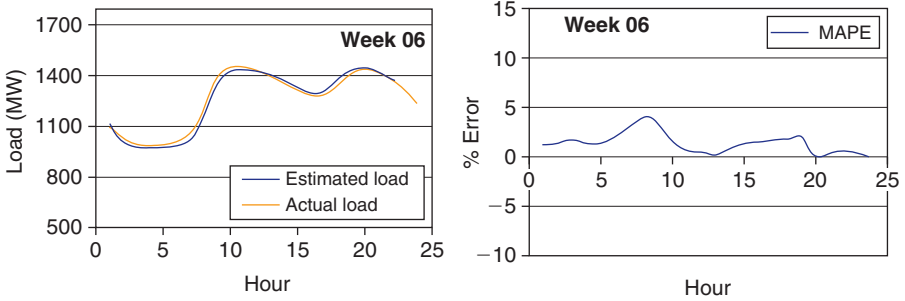 Load (MW)
1700
1400
1100
800
500
Week 06
Estimated load
Actual load
0 5 10 15 20 25
Hour
% Error
15
10
5
0
−5
−10
Week 06
MAPE
0 5 10 15 20 25
Hour